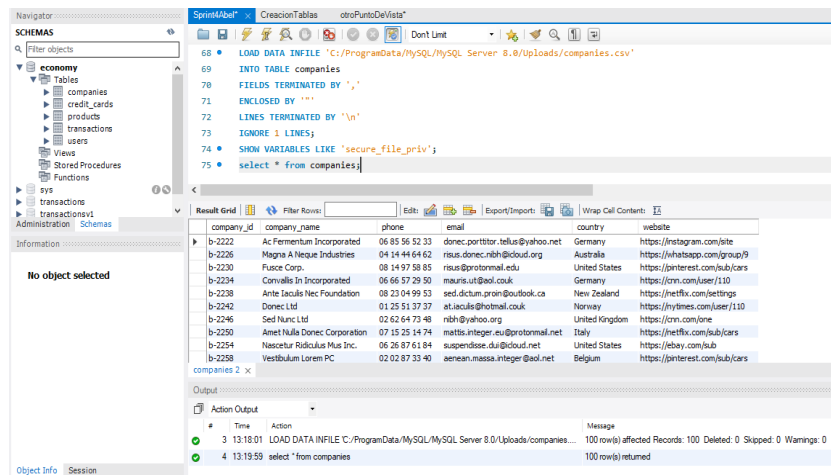 Navigator
SCHEMAS
Filter objects
economy
Tables
companies
credit_cards
products
transactions
users
Views
Stored Procedures
Functions
sys
transactions
transactionsv1
Administration Schemas
Information
No object selected
Object Info Session
Sprint4Abel* × CreacionTablas otroPuntoDeVista*
Don't Limit
68 LOAD DATA INFILE 'C:/ProgramData/MySQL/MySQL Server 8.0/Uploads/companies.csv'
69 INTO TABLE companies
70 FIELDS TERMINATED BY ','
71 ENCLOSED BY '"'
72 LINES TERMINATED BY '\n'
73 IGNORE 1 LINES;
74 SHOW VARIABLES LIKE 'secure_file_priv';
75 select * from companies;
Result Grid Filter Rows: Edit: Export/Import: Wrap Cell Content:
company_id company_name phone email country website
b-2222 Ac Fermentum Incorporated 06 85 56 52 33 donec.porttitor.tellus@yahoo.net Germany https://instagram.com/site
b-2226 Magna A Neque Industries 04 14 44 64 62 risus.donec.nibh@icloud.org Australia https://whatsapp.com/group/9
b-2230 Fusce Corp. 08 14 97 58 85 risus@protonmail.edu United States https://pinterest.com/sub/cars
b-2234 Convallis In Incorporated 06 66 57 29 50 mauris.ut@aol.couk Germany https://cnn.com/user/110
b-2238 Ante Iaculis Nec Foundation 08 23 04 99 53 sed.dictum.proin@outlook.ca New Zealand https://netflix.com/settings
b-2242 Donec Ltd 01 25 51 37 37 at.iaculis@hotmail.couk Norway https://nytimes.com/user/110
b-2246 Sed Nunc Ltd 02 62 64 73 48 nibh@yahoo.org United Kingdom https://cnn.com/one
b-2250 Amet Nulla Donec Corporation 07 15 25 14 74 mattis.integer.eu@protonmail.net Italy https://netflix.com/sub/cars
b-2254 Nascetur Ridiculus Mus Inc. 06 26 87 61 84 suspendisse.dui@icloud.net United States https://ebay.com/sub
b-2258 Vestibulum Lorem PC 02 02 87 33 40 aenean.massa.integer@aol.net Belgium https://pinterest.com/sub/cars
companies 2 ×
Output
Action Output
# Time Action Message
3 13:18:01 LOAD DATA INFILE 'C:/ProgramData/MySQL/MySQL Server 8.0/Uploads/companies.... 100 row(s) affected Records: 100 Deleted: 0 Skipped: 0 Warnings: 0
4 13:19:59 select * from companies 100 row(s) returned